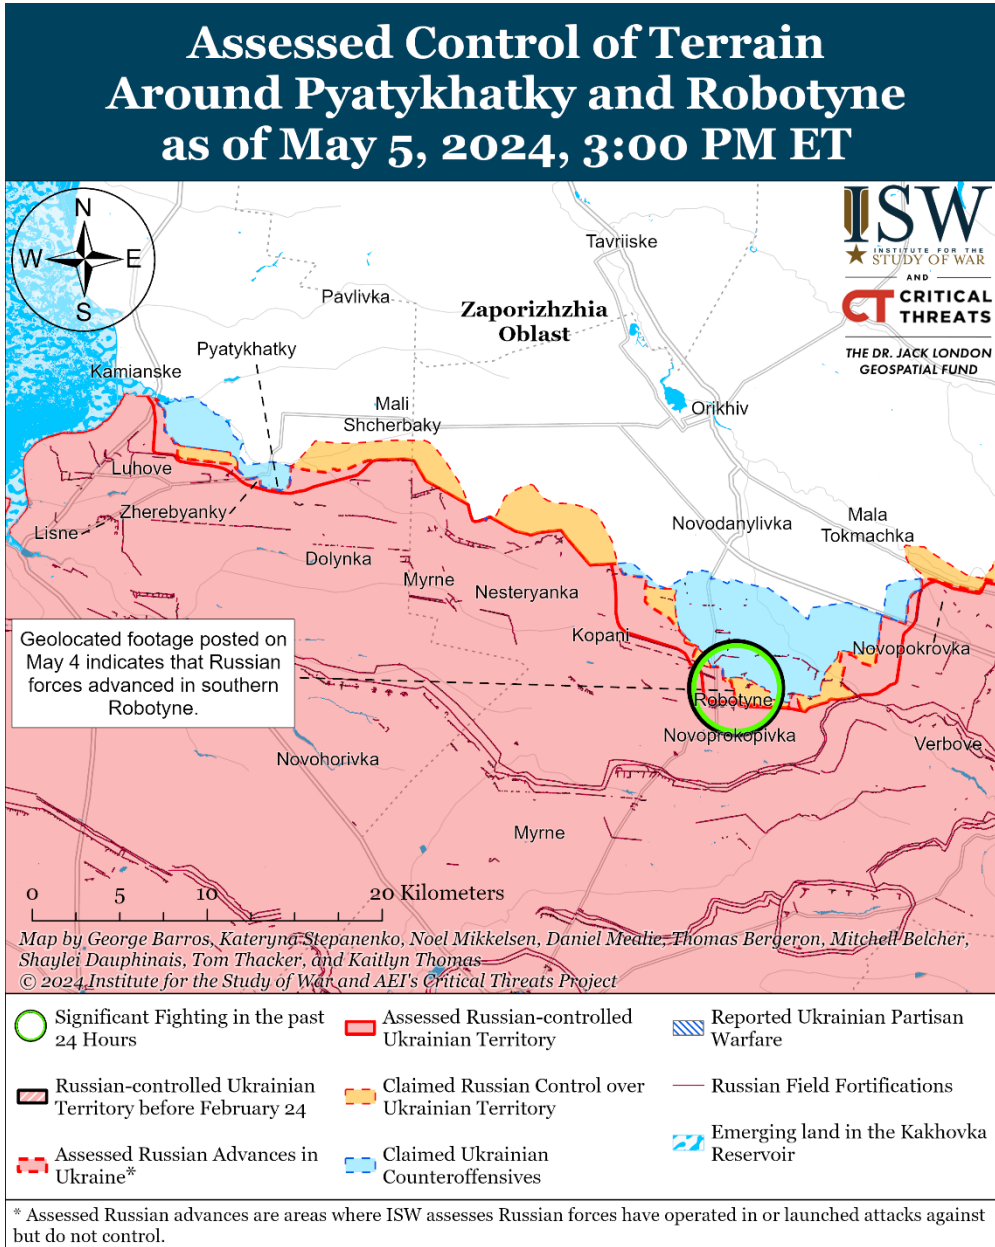 Assessed Control of Terrain
Around Pyatykhatky and Robotyne
as of May 5, 2024, 3:00 PM ET
N
W
E
S
ISW
INSTITUTE FOR THE
STUDY OF WAR
AND
CT CRITICAL
THREATS
THE DR. JACK LONDON
GEOSPATIAL FUND
Tavriiske
Pavlivka
Zaporizhzhia
Oblast
Pyatykhatky
Kamianske
Mali
Shcherbaky
Orikhiv
Luhove
Zherebyanky
Lisne
Dolynka
Myrne
Nesteryanka
Novodanylivka
Mala
Tokmachka
Kopani
Novopokrovka
Geolocated footage posted on
May 4 indicates that Russian
forces advanced in southern
Robotyne.
Robotyne
Novoprokopivka
Verbove
Novohorivka
Myrne
0 5 10 20 Kilometers
Map by George Barros, Kateryna Stepanenko, Noel Mikkelsen, Daniel Mealie, Thomas Bergeron, Mitchell Belcher,
Shaylei Dauphinais, Tom Thacker, and Kaitlyn Thomas
© 2024 Institute for the Study of War and AEI's Critical Threats Project
Significant Fighting in the past
24 Hours
Russian-controlled Ukrainian
Territory before February 24
Assessed Russian Advances in
Ukraine*
Assessed Russian-controlled
Ukrainian Territory
Claimed Russian Control over
Ukrainian Territory
Claimed Ukrainian
Counteroffensives
Reported Ukrainian Partisan
Warfare
Russian Field Fortifications
Emerging land in the Kakhovka
Reservoir
* Assessed Russian advances are areas where ISW assesses Russian forces have operated in or launched attacks against
but do not control.